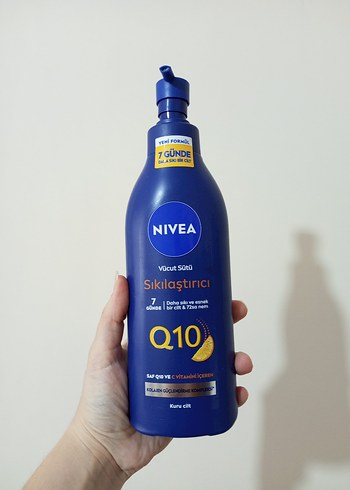 YENİ FORMÜL
7 GÜNDE
NIVEA
Vücut Sütü
Sıkılaştırıcı
7 GÜNDE | Daha sıkı ve esnek
bir cilt & 72sa nem
Q10
SAF Q10 VE C VİTAMİNİ İÇEREN
Kuru cilt